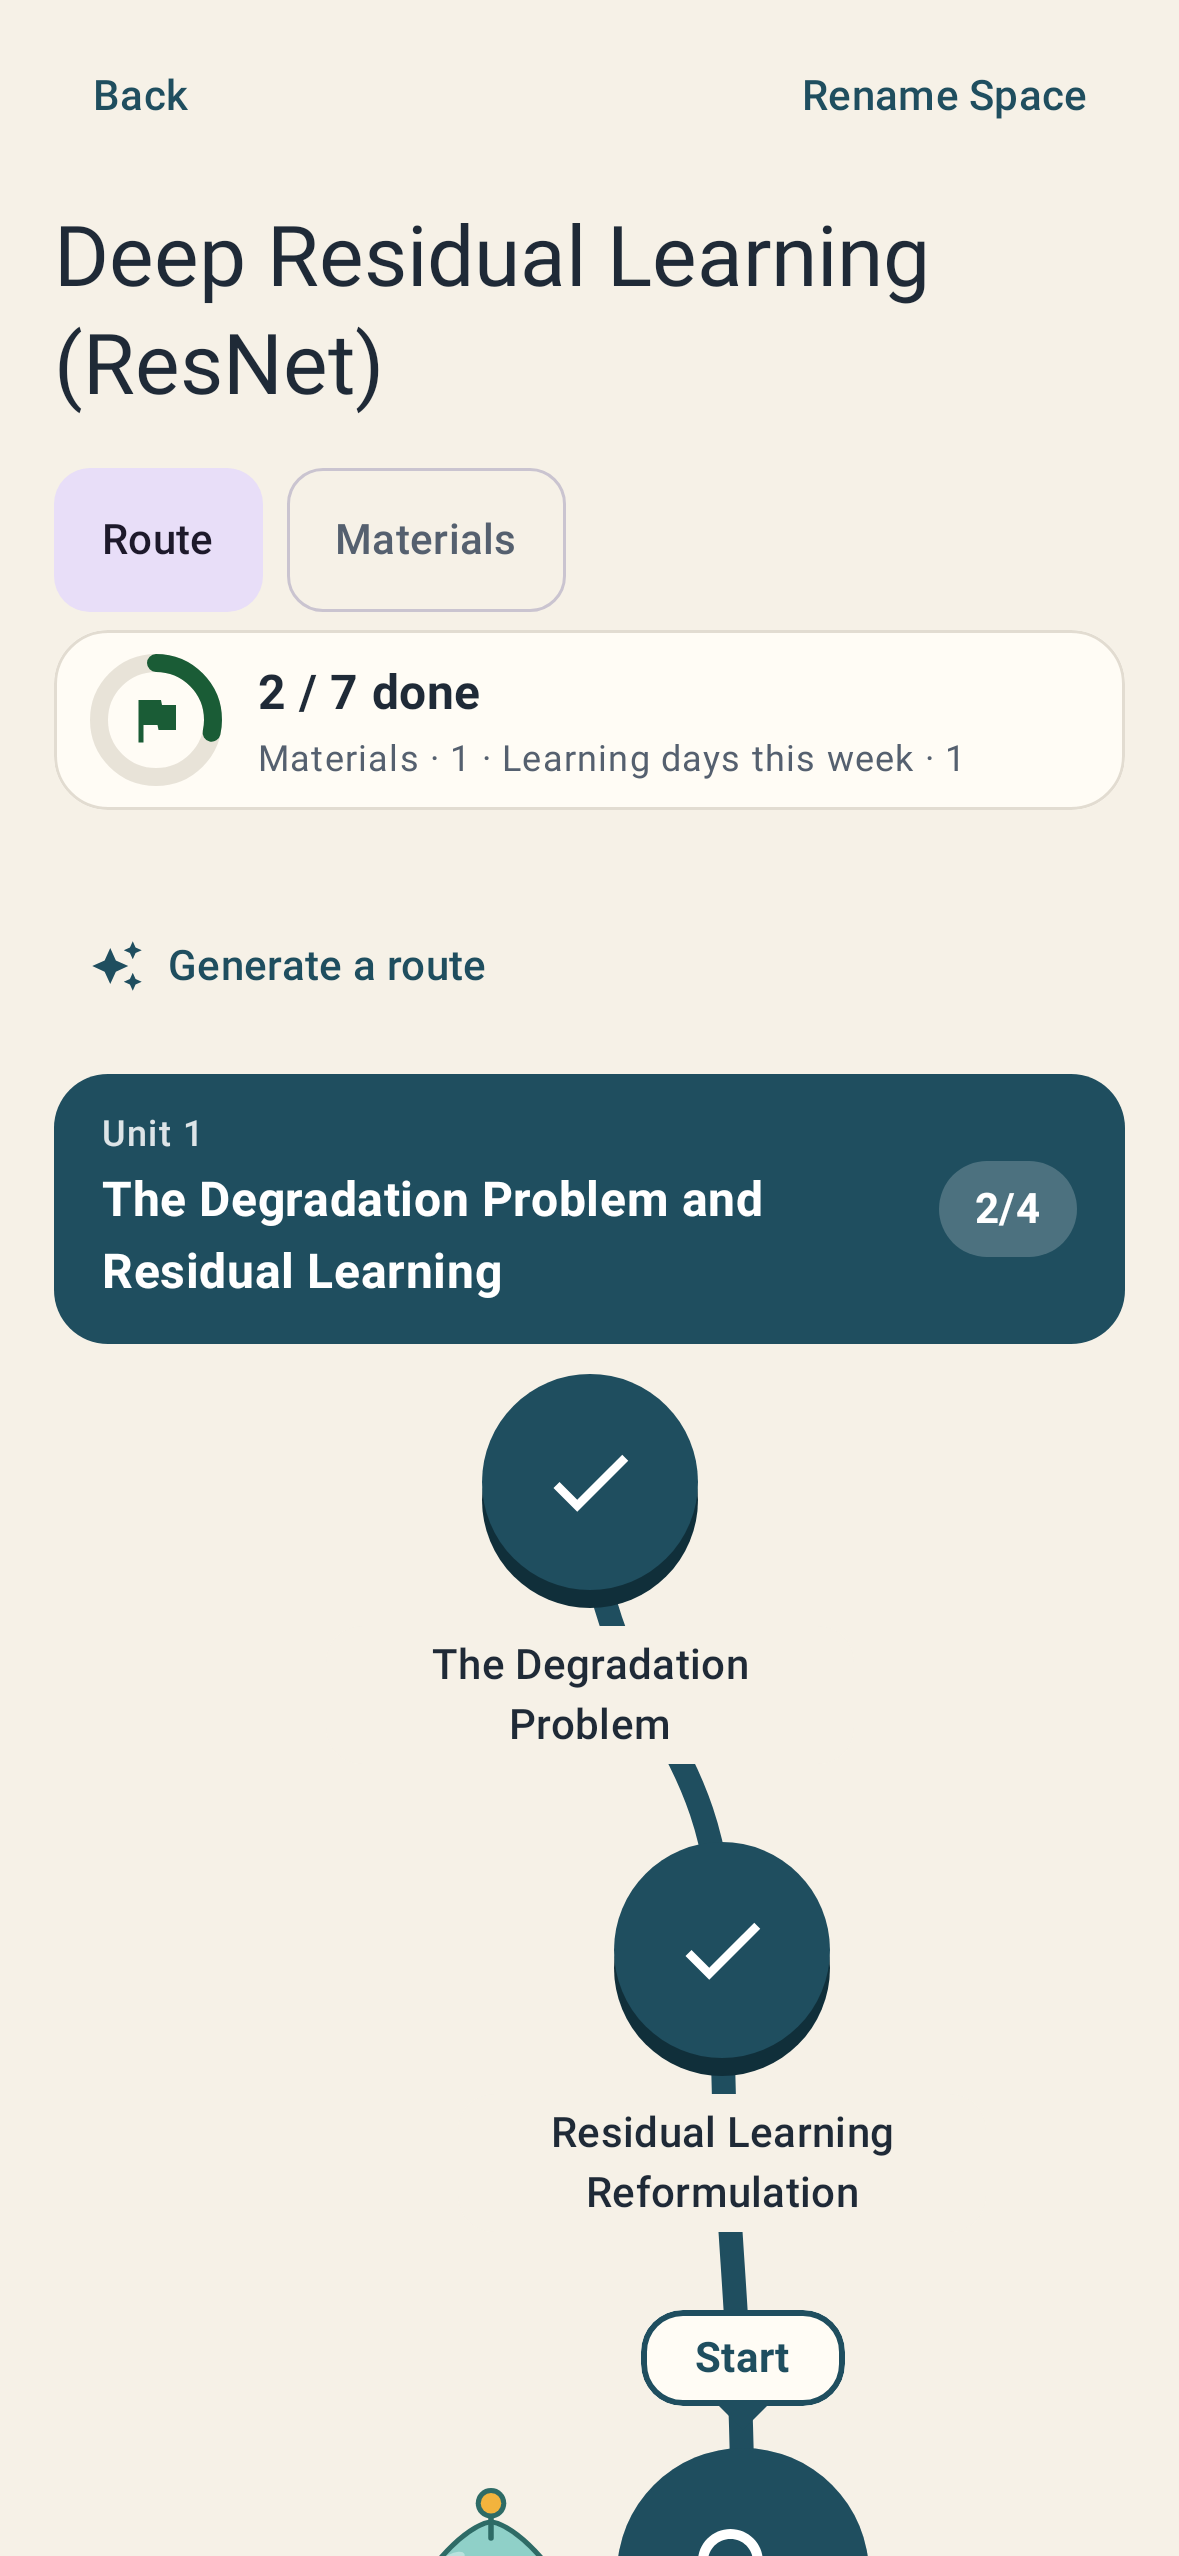 Back
Rename Space
Deep Residual Learning
(ResNet)
Route
Materials
2 / 7 done
Materials · 1 · Learning days this week · 1
Generate a route
Unit 1
The Degradation Problem and
Residual Learning
2/4
The Degradation
Problem
Residual Learning
Reformulation
Start